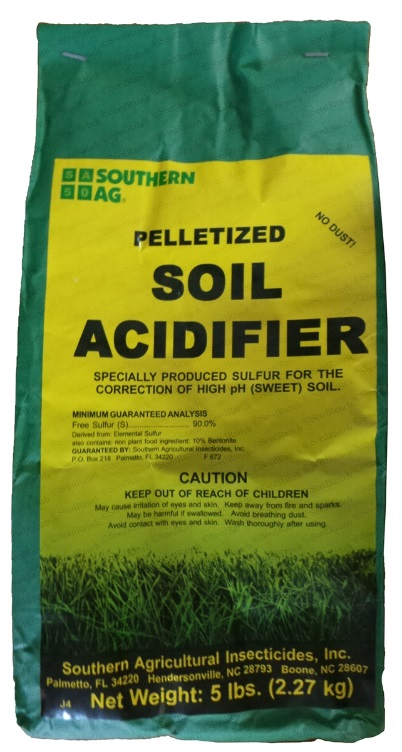 SA SOUTHERN
SO AG®
NO DUST!
PELLETIZED
SOIL
ACIDIFIER
SPECIALLY PRODUCED SULFUR FOR THE
CORRECTION OF HIGH pH (SWEET) SOIL.
MINIMUM GUARANTEED ANALYSIS
Free Sulfur (S)............................ 90.0%
Derived from: Elemental Sulfur
also contains: non plant food ingredient: 10% Bentonite
GUARANTEED BY: Southern Agricultural Insecticides, Inc.
P.O. Box 218 Palmetto, FL 34220 F 672
CAUTION
KEEP OUT OF REACH OF CHILDREN
May cause irritation of eyes and skin. Keep away from fire and sparks.
May be harmful if swallowed. Avoid breathing dust.
Avoid contact with eyes and skin. Wash thoroughly after using.
Southern Agricultural Insecticides, Inc.
Palmetto, FL 34220 Hendersonville, NC 28793 Boone, NC 28607
J4 Net Weight: 5 lbs. (2.27 kg)